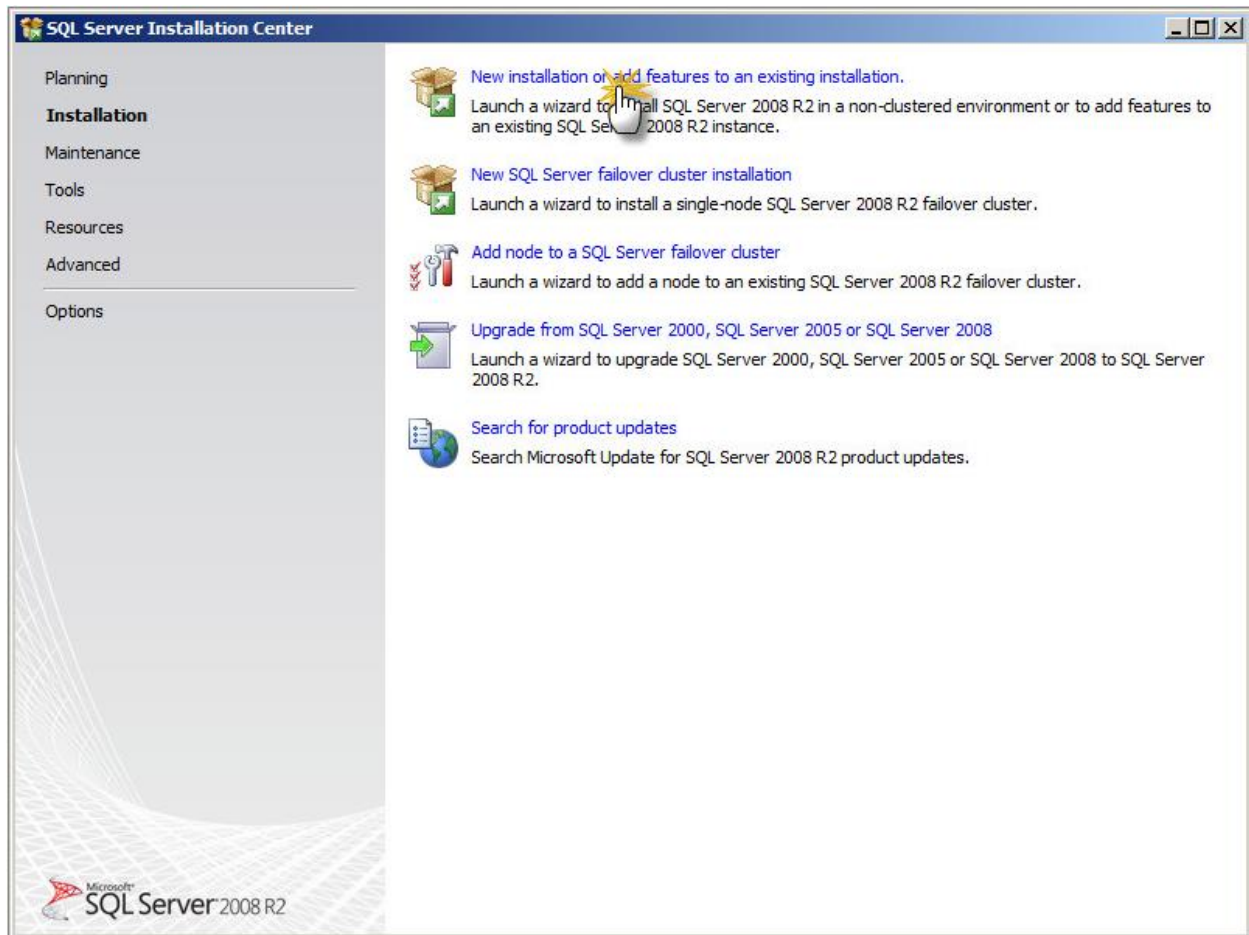 SQL Server Installation Center
Planning
Installation
Maintenance
Tools
Resources
Advanced
Options
New installation or add features to an existing installation.
Launch a wizard to install SQL Server 2008 R2 in a non-clustered environment or to add features to
an existing SQL Server 2008 R2 instance.
New SQL Server failover cluster installation
Launch a wizard to install a single-node SQL Server 2008 R2 failover cluster.
Add node to a SQL Server failover cluster
Launch a wizard to add a node to an existing SQL Server 2008 R2 failover cluster.
Upgrade from SQL Server 2000, SQL Server 2005 or SQL Server 2008
Launch a wizard to upgrade SQL Server 2000, SQL Server 2005 or SQL Server 2008 to SQL Server
2008 R2.
Search for product updates
Search Microsoft Update for SQL Server 2008 R2 product updates.
Microsoft®
SQL Server 2008 R2